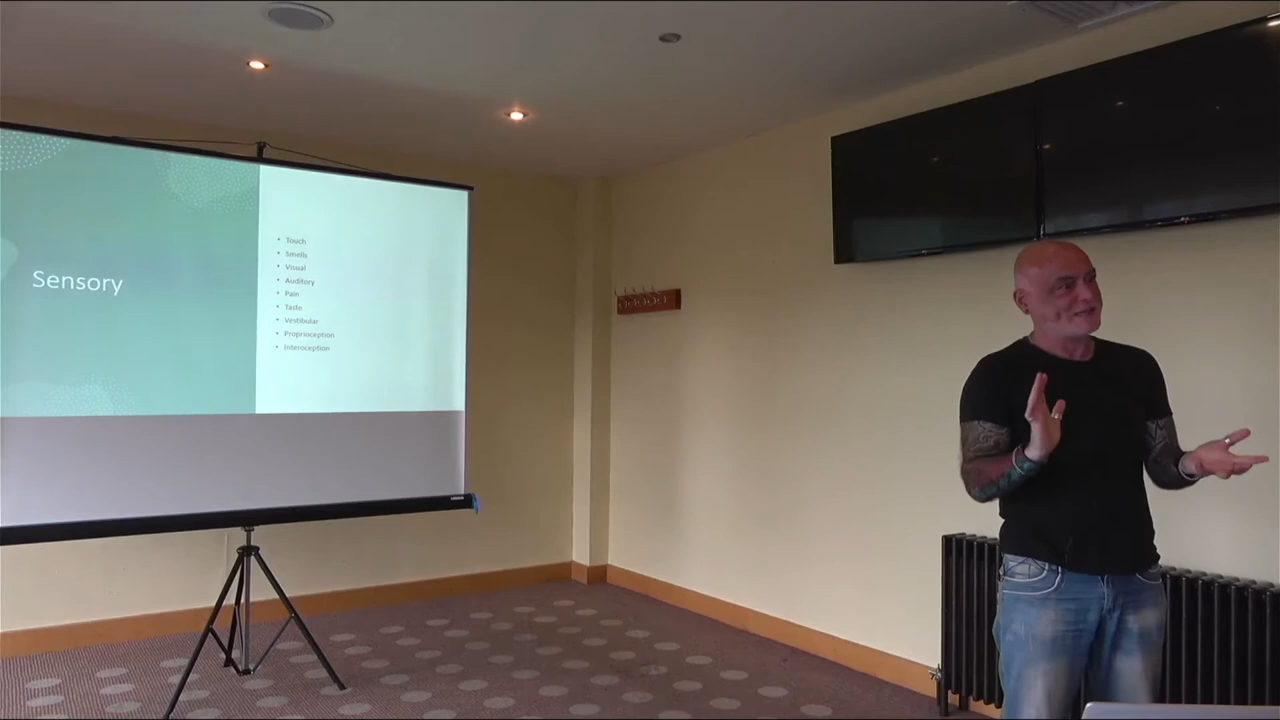 Sensory
• Touch
• Smells
• Visual
• Auditory
• Pain
• Taste
• Vestibular
• Proprioception
• Interoception